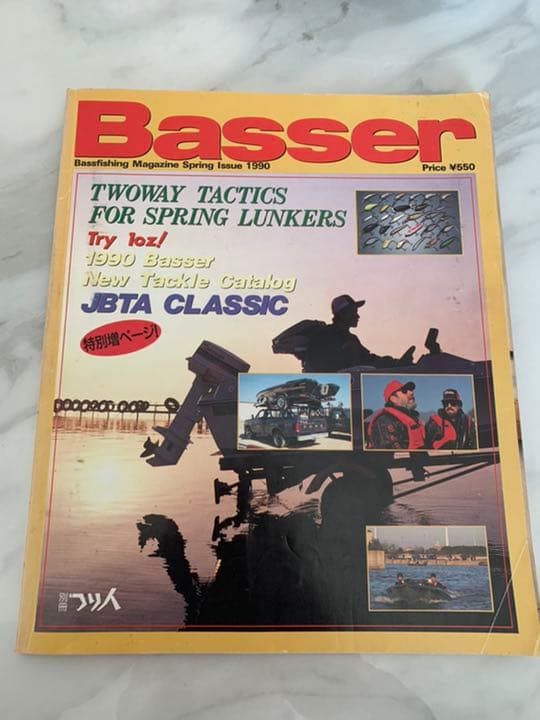 Basser
Bassfishing Magazine Spring Issue 1990
Price ¥550
TWOWAY TACTICS
FOR SPRING LUNKERS
Try 1oz!
1990 Basser
New Tackle Catalog
JBTA CLASSIC
特別増ページ!
別冊つり人